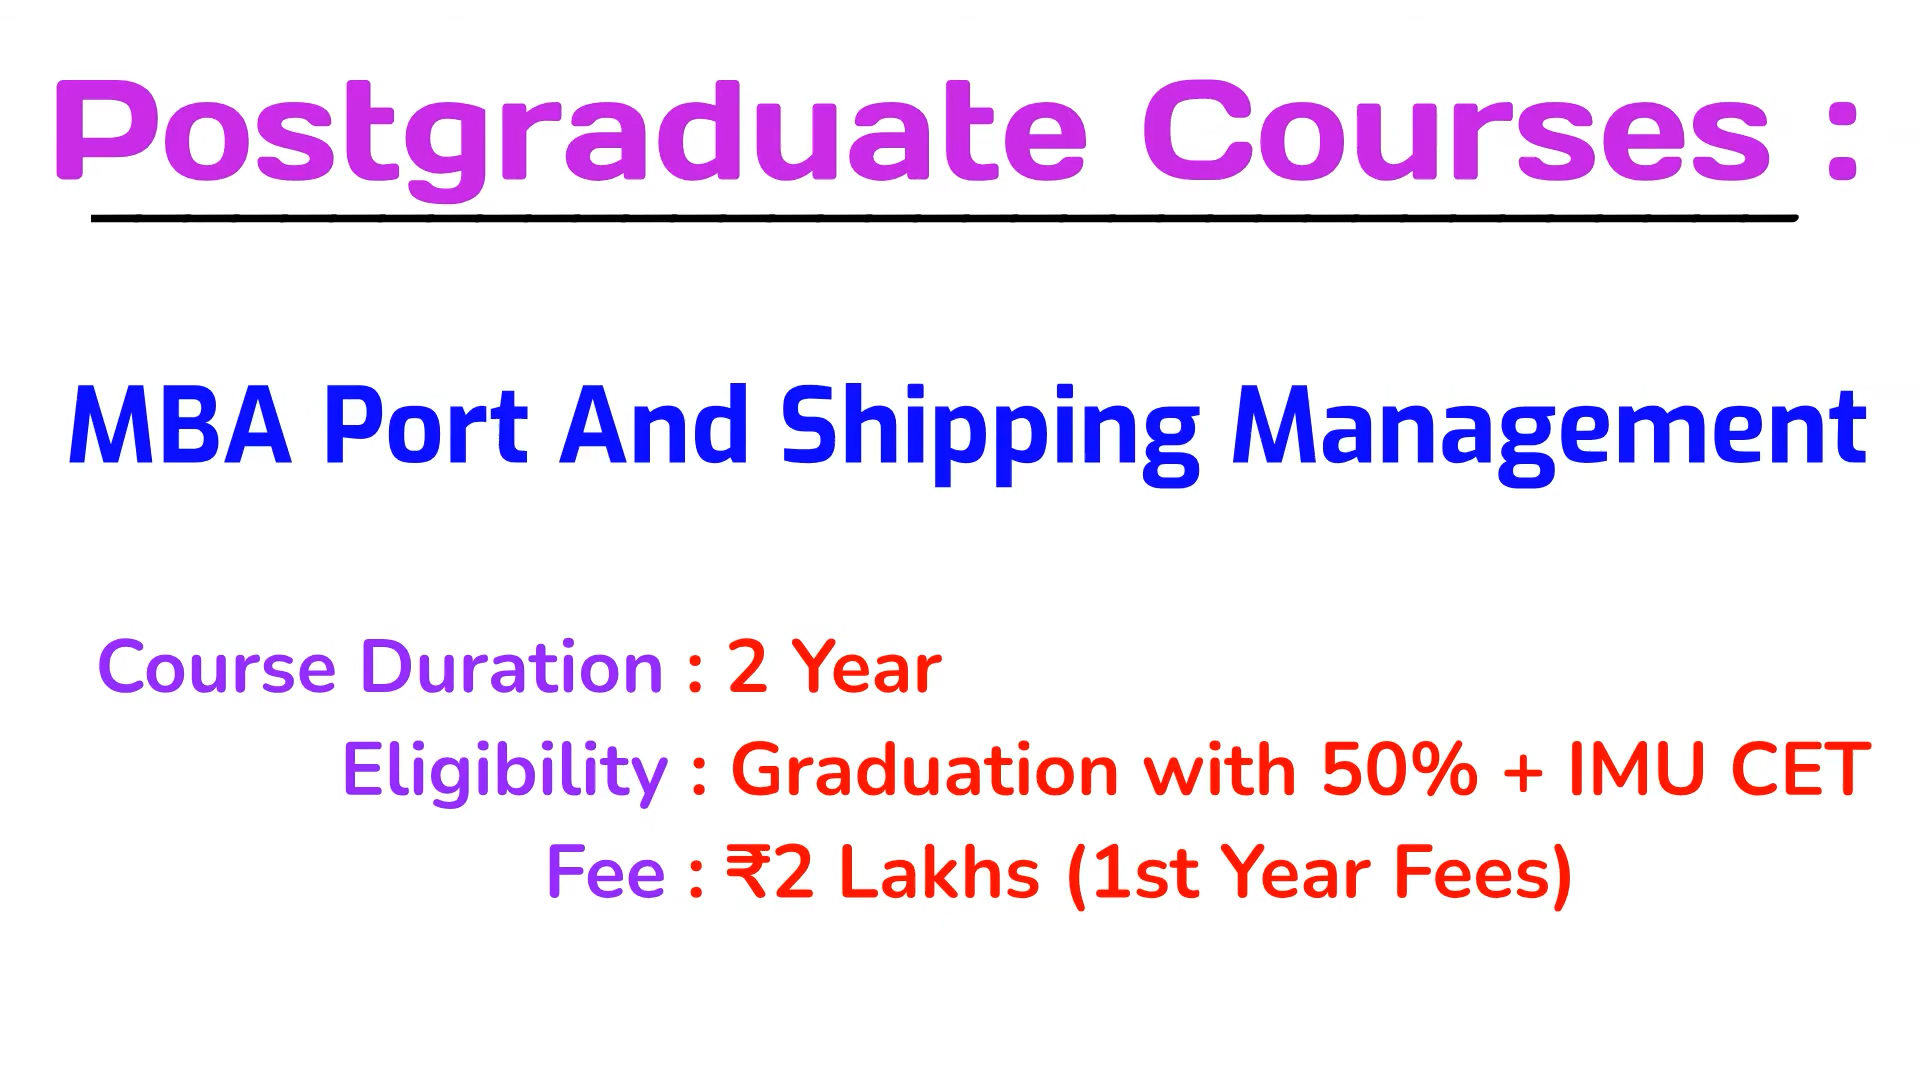 Postgraduate Courses :
MBA Port And Shipping Management
Course Duration : 2 Year
Eligibility : Graduation with 50% + IMU CET
Fee : ₹2 Lakhs (1st Year Fees)